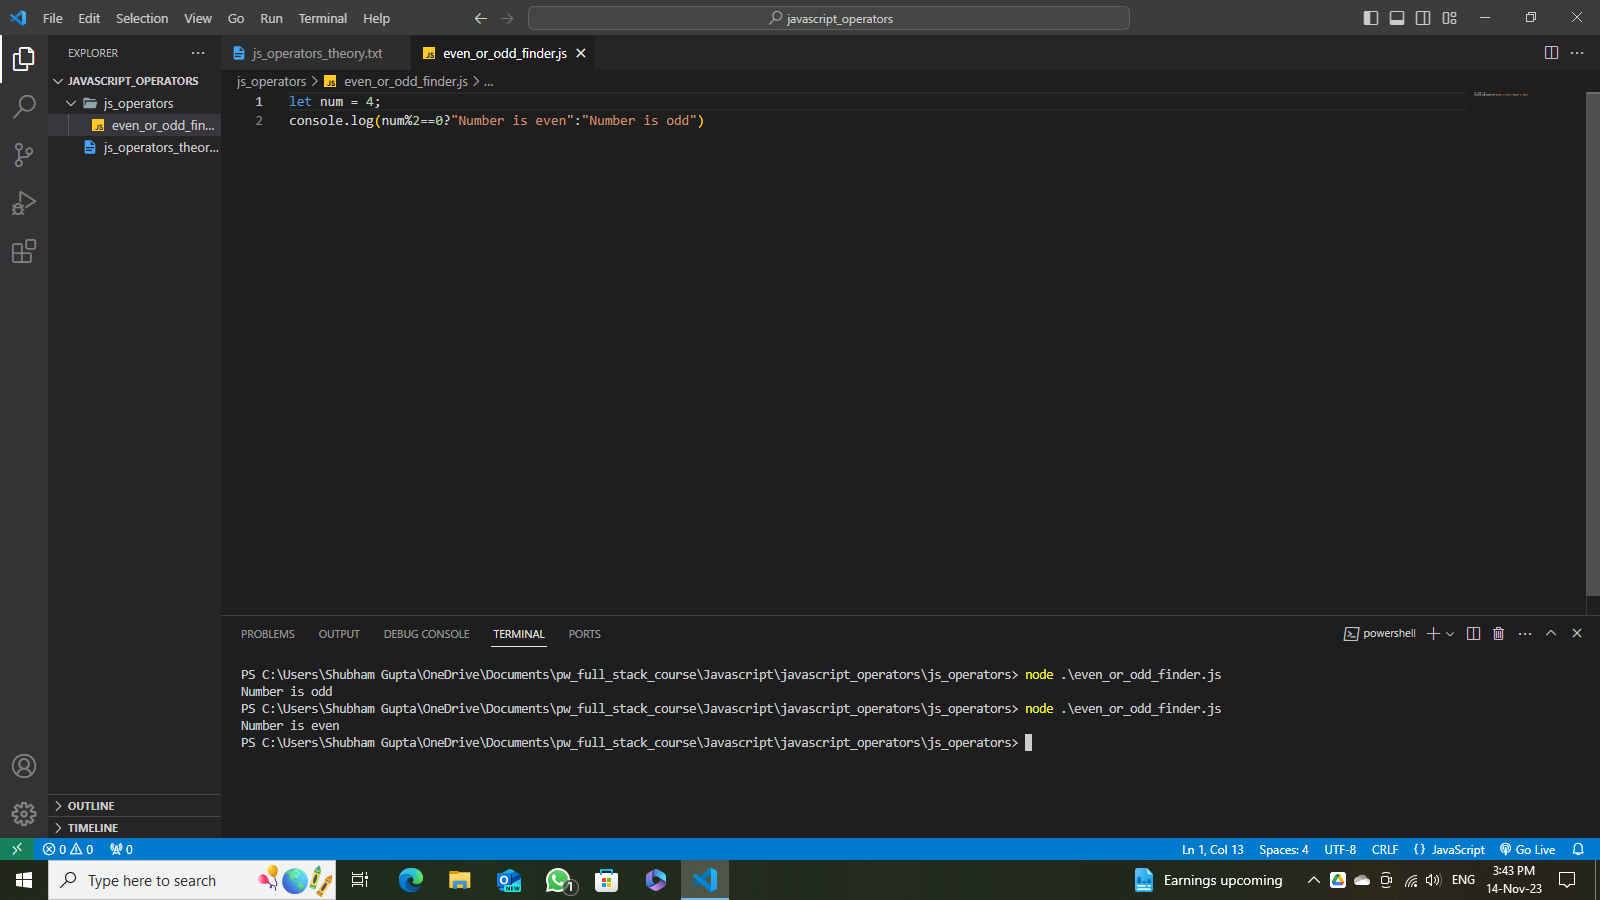 File Edit Selection View Go Run Terminal Help
javascript_operators
EXPLORER
JAVASCRIPT_OPERATORS
js_operators
even_or_odd_fin...
js_operators_theor...
OUTLINE
TIMELINE
js_operators_theory.txt
JS even_or_odd_finder.js
js_operators > JS even_or_odd_finder.js > ...
1 let num = 4;
2 console.log(num%2==0?"Number is even":"Number is odd")
PROBLEMS OUTPUT DEBUG CONSOLE TERMINAL PORTS
powershell
PS C:\Users\Shubham Gupta\OneDrive\Documents\pw_full_stack_course\Javascript\javascript_operators\js_operators> node .\even_or_odd_finder.js
Number is odd
PS C:\Users\Shubham Gupta\OneDrive\Documents\pw_full_stack_course\Javascript\javascript_operators\js_operators> node .\even_or_odd_finder.js
Number is even
PS C:\Users\Shubham Gupta\OneDrive\Documents\pw_full_stack_course\Javascript\javascript_operators\js_operators>
0 0 0
Ln 1, Col 13 Spaces: 4 UTF-8 CRLF {} JavaScript Go Live
Type here to search
NEW
1
Earnings upcoming
ENG
3:43 PM
14-Nov-23